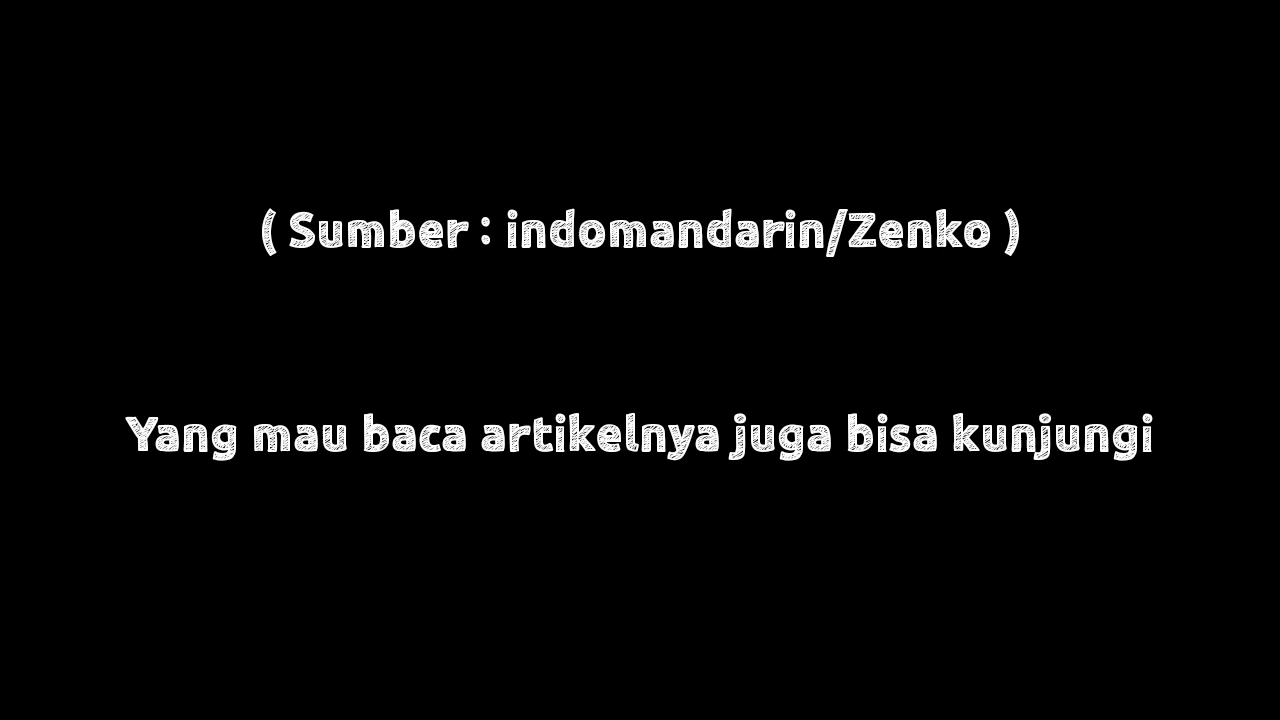 ( Sumber : indomandarin/Zenko )
Yang mau baca artikelnya juga bisa kunjungi